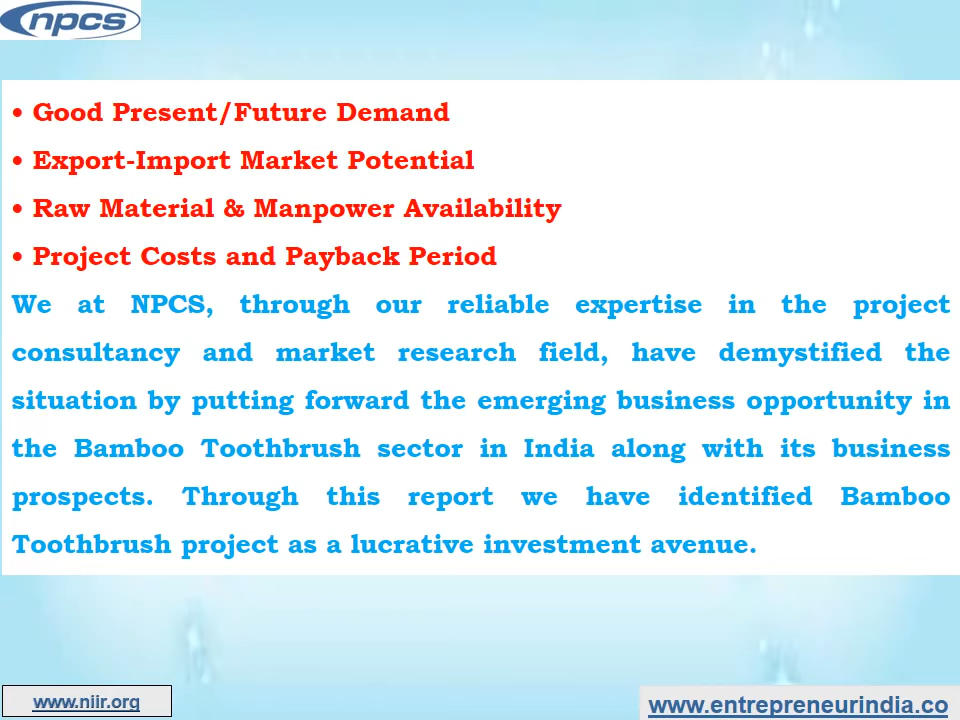 npcs
• Good Present/Future Demand
• Export-Import Market Potential
• Raw Material & Manpower Availability
• Project Costs and Payback Period
We at NPCS, through our reliable expertise in the project
consultancy and market research field, have demystified the
situation by putting forward the emerging business opportunity in
the Bamboo Toothbrush sector in India along with its business
prospects. Through this report we have identified Bamboo
Toothbrush project as a lucrative investment avenue.
www.niir.org
www.entrepreneurindia.co